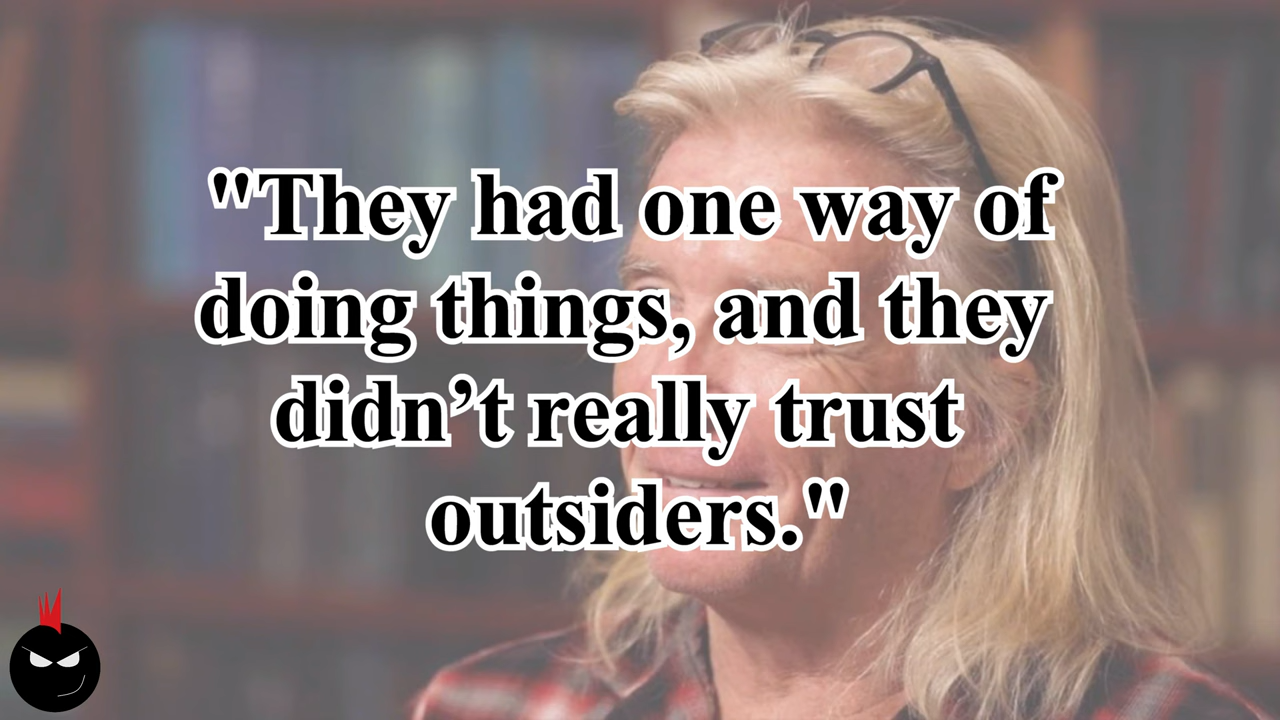 "They had one way of
doing things, and they
didn’t really trust
outsiders."